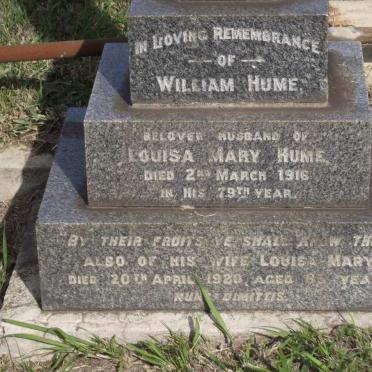 IN LOVING REMEMBRANCE
– OF –
WILLIAM HUME.
BELOVED HUSBAND OF
LOUISA MARY HUME.
DIED 2ND MARCH 1916
IN HIS 79TH YEAR.
BY THEIR FRUITS YE SHALL KNOW
ALSO OF HIS WIFE LOUISA MARY
DIED 20TH APRIL 1920, AGED
NUNC DIMITTIS.